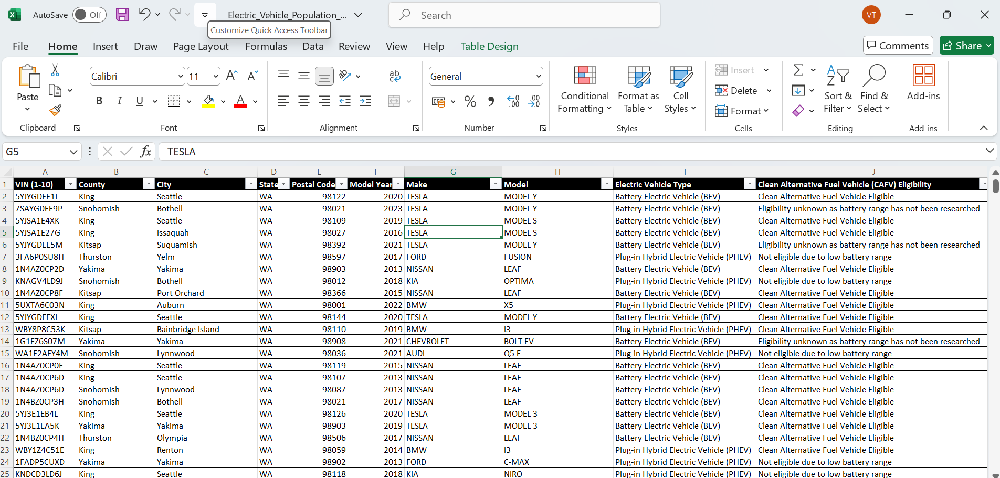 AutoSave Off Electric_Vehicle_Population_... Search VT
Customize Quick Access Toolbar
File Home Insert Draw Page Layout Formulas Data Review View Help Table Design Comments Share
Paste
Clipboard
Calibri 11 A A
B I U A
Font
ab
Alignment
General
% 9 .00 .00
Number
Conditional Formatting
Format as Table
Cell Styles
Styles
Insert
Delete
Format
Cells
Sort & Filter
Find & Select
Editing
Add-ins
Add-ins
G5 fx TESLA
A B C D E F G H I J
1 VIN (1-10) County City State Postal Code Model Year Make Model Electric Vehicle Type Clean Alternative Fuel Vehicle (CAFV) Eligibility
2 5YJYGDEE1L King Seattle WA 98122 2020 TESLA MODEL Y Battery Electric Vehicle (BEV) Clean Alternative Fuel Vehicle Eligible
3 7SAYGDEE9P Snohomish Bothell WA 98021 2023 TESLA MODEL Y Battery Electric Vehicle (BEV) Eligibility unknown as battery range has not been researched
4 5YJSA1E4XK King Seattle WA 98109 2019 TESLA MODEL S Battery Electric Vehicle (BEV) Clean Alternative Fuel Vehicle Eligible
5 5YJSA1E27G King Issaquah WA 98027 2016 TESLA MODEL S Battery Electric Vehicle (BEV) Clean Alternative Fuel Vehicle Eligible
6 5YJYGDEE5M Kitsap Suquamish WA 98392 2021 TESLA MODEL Y Battery Electric Vehicle (BEV) Eligibility unknown as battery range has not been researched
7 3FA6P0SU8H Thurston Yelm WA 98597 2017 FORD FUSION Plug-in Hybrid Electric Vehicle (PHEV) Not eligible due to low battery range
8 1N4AZ0CP2D Yakima Yakima WA 98903 2013 NISSAN LEAF Battery Electric Vehicle (BEV) Clean Alternative Fuel Vehicle Eligible
9 KNAGV4LD9J Snohomish Bothell WA 98012 2018 KIA OPTIMA Plug-in Hybrid Electric Vehicle (PHEV) Not eligible due to low battery range
10 1N4AZ0CP8F Kitsap Port Orchard WA 98366 2015 NISSAN LEAF Battery Electric Vehicle (BEV) Clean Alternative Fuel Vehicle Eligible
11 5UXTA6C03N King Auburn WA 98001 2022 BMW X5 Plug-in Hybrid Electric Vehicle (PHEV) Clean Alternative Fuel Vehicle Eligible
12 5YJYGDEEXL King Seattle WA 98144 2020 TESLA MODEL Y Battery Electric Vehicle (BEV) Clean Alternative Fuel Vehicle Eligible
13 WBY8P8C53K Kitsap Bainbridge Island WA 98110 2019 BMW I3 Plug-in Hybrid Electric Vehicle (PHEV) Clean Alternative Fuel Vehicle Eligible
14 1G1FZ6S07M Yakima Yakima WA 98908 2021 CHEVROLET BOLT EV Battery Electric Vehicle (BEV) Eligibility unknown as battery range has not been researched
15 WA1E2AFY4M Snohomish Lynnwood WA 98036 2021 AUDI Q5 E Plug-in Hybrid Electric Vehicle (PHEV) Not eligible due to low battery range
16 1N4AZ0CP0F King Seattle WA 98119 2015 NISSAN LEAF Battery Electric Vehicle (BEV) Clean Alternative Fuel Vehicle Eligible
17 1N4AZ0CP6D King Seattle WA 98107 2013 NISSAN LEAF Battery Electric Vehicle (BEV) Clean Alternative Fuel Vehicle Eligible
18 1N4AZ0CP6D Snohomish Lynnwood WA 98087 2013 NISSAN LEAF Battery Electric Vehicle (BEV) Clean Alternative Fuel Vehicle Eligible
19 1N4BZ0CP3H Snohomish Bothell WA 98021 2017 NISSAN LEAF Battery Electric Vehicle (BEV) Clean Alternative Fuel Vehicle Eligible
20 5YJ3E1EB4L King Seattle WA 98126 2020 TESLA MODEL 3 Battery Electric Vehicle (BEV) Clean Alternative Fuel Vehicle Eligible
21 5YJ3E1EA5K Yakima Yakima WA 98903 2019 TESLA MODEL 3 Battery Electric Vehicle (BEV) Clean Alternative Fuel Vehicle Eligible
22 1N4BZ0CP4H Thurston Olympia WA 98506 2017 NISSAN LEAF Battery Electric Vehicle (BEV) Clean Alternative Fuel Vehicle Eligible
23 WBY1Z4C51E King Renton WA 98059 2014 BMW I3 Plug-in Hybrid Electric Vehicle (PHEV) Clean Alternative Fuel Vehicle Eligible
24 1FADP5CUXD Yakima Yakima WA 98902 2013 FORD C-MAX Plug-in Hybrid Electric Vehicle (PHEV) Not eligible due to low battery range
25 KNDCD3LD6J King Seattle WA 98118 2018 KIA NIRO Plug-in Hybrid Electric Vehicle (PHEV) Not eligible due to low battery range